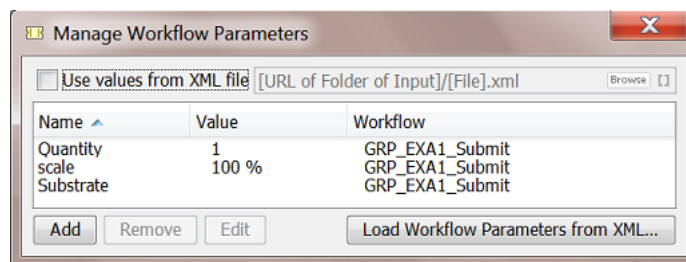 Manage Workflow Parameters
X
Use values from XML file [URL of Folder of Input]/[File].xml Browse []
Name Value Workflow
Quantity 1 GRP_EXA1_Submit
scale 100 % GRP_EXA1_Submit
Substrate GRP_EXA1_Submit
Add Remove Edit Load Workflow Parameters from XML...